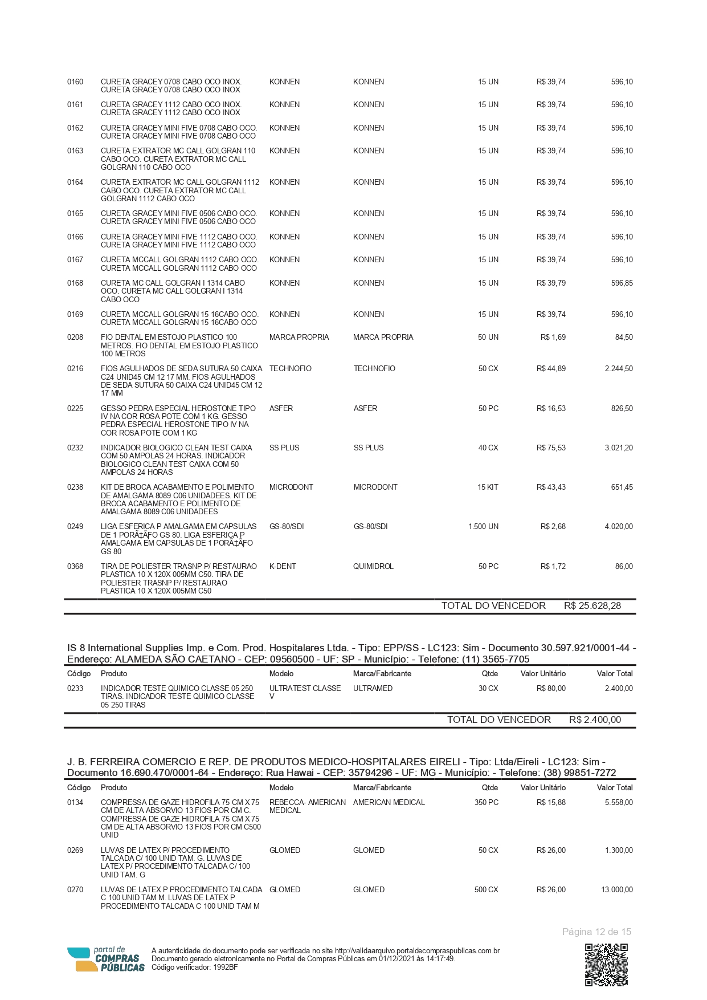 0160 CURETA GRACEY 0708 CABO OCO INOX. KONNEN KONNEN 15 UN R$ 39,74 596,10
CURETA GRACEY 0708 CABO OCO INOX
0161 CURETA GRACEY 1112 CABO OCO INOX. KONNEN KONNEN 15 UN R$ 39,74 596,10
CURETA GRACEY 1112 CABO OCO INOX
0162 CURETA GRACEY MINI FIVE 0708 CABO OCO. KONNEN KONNEN 15 UN R$ 39,74 596,10
CURETA GRACEY MINI FIVE 0708 CABO OCO
0163 CURETA EXTRATOR MC CALL GOLGRAN 110 KONNEN KONNEN 15 UN R$ 39,74 596,10
CABO OCO. CURETA EXTRATOR MC CALL
GOLGRAN 110 CABO OCO
0164 CURETA EXTRATOR MC CALL GOLGRAN 1112 KONNEN KONNEN 15 UN R$ 39,74 596,10
CABO OCO. CURETA EXTRATOR MC CALL
GOLGRAN 1112 CABO OCO
0165 CURETA GRACEY MINI FIVE 0506 CABO OCO. KONNEN KONNEN 15 UN R$ 39,74 596,10
CURETA GRACEY MINI FIVE 0506 CABO OCO
0166 CURETA GRACEY MINI FIVE 1112 CABO OCO. KONNEN KONNEN 15 UN R$ 39,74 596,10
CURETA GRACEY MINI FIVE 1112 CABO OCO
0167 CURETA MCCALL GOLGRAN 1112 CABO OCO. KONNEN KONNEN 15 UN R$ 39,74 596,10
CURETA MCCALL GOLGRAN 1112 CABO OCO
0168 CURETA MC CALL GOLGRAN I 1314 CABO KONNEN KONNEN 15 UN R$ 39,79 596,85
OCO. CURETA MC CALL GOLGRAN I 1314
CABO OCO
0169 CURETA MCCALL GOLGRAN 15 16CABO OCO. KONNEN KONNEN 15 UN R$ 39,74 596,10
CURETA MCCALL GOLGRAN 15 16CABO OCO
0208 FIO DENTAL EM ESTOJO PLASTICO 100 MARCA PROPRIA MARCA PROPRIA 50 UN R$ 1,69 84,50
METROS. FIO DENTAL EM ESTOJO PLASTICO
100 METROS
0216 FIOS AGULHADOS DE SEDA SUTURA 50 CAIXA TECHNOFIO TECHNOFIO 50 CX R$ 44,89 2.244,50
C24 UNID45 CM 12 17 MM. FIOS AGULHADOS
DE SEDA SUTURA 50 CAIXA C24 UNID45 CM 12
17 MM
0225 GESSO PEDRA ESPECIAL HEROSTONE TIPO ASFER ASFER 50 PC R$ 16,53 826,50
IV NA COR ROSA POTE COM 1 KG. GESSO
PEDRA ESPECIAL HEROSTONE TIPO IV NA
COR ROSA POTE COM 1 KG
0232 INDICADOR BIOLOGICO CLEAN TEST CAIXA SS PLUS SS PLUS 40 CX R$ 75,53 3.021,20
COM 50 AMPOLAS 24 HORAS. INDICADOR
BIOLOGICO CLEAN TEST CAIXA COM 50
AMPOLAS 24 HORAS
0238 KIT DE BROCA ACABAMENTO E POLIMENTO MICRODONT MICRODONT 15 KIT R$ 43,43 651,45
DE AMALGAMA 8089 C06 UNIDADEES. KIT DE
BROCA ACABAMENTO E POLIMENTO DE
AMALGAMA 8089 C06 UNIDADEES
0249 LIGA ESFERICA P AMALGAMA EM CAPSULAS GS-80/SDI GS-80/SDI 1.500 UN R$ 2,68 4.020,00
DE 1 PORÃ‡ÃƒO GS 80. LIGA ESFERICA P
AMALGAMA EM CAPSULAS DE 1 PORÃ‡ÃƒO
GS 80
0368 TIRA DE POLIESTER TRASNP P/ RESTAURAO K-DENT QUIMIDROL 50 PC R$ 1,72 86,00
PLASTICA 10 X 120X 005MM C50. TIRA DE
POLIESTER TRASNP P/ RESTAURAO
PLASTICA 10 X 120X 005MM C50
TOTAL DO VENCEDOR R$ 25.628,28
IS 8 International Supplies Imp. e Com. Prod. Hospitalares Ltda. - Tipo: EPP/SS - LC123: Sim - Documento 30.597.921/0001-44 -
Endereço: ALAMEDA SÃO CAETANO - CEP: 09560500 - UF: SP - Município: - Telefone: (11) 3565-7705
Código Produto Modelo Marca/Fabricante Qtde Valor Unitário Valor Total
0233 INDICADOR TESTE QUIMICO CLASSE 05 250 ULTRATEST CLASSE ULTRAMED 30 CX R$ 80,00 2.400,00
TIRAS. INDICADOR TESTE QUIMICO CLASSE V
05 250 TIRAS
TOTAL DO VENCEDOR R$ 2.400,00
J. B. FERREIRA COMERCIO E REP. DE PRODUTOS MEDICO-HOSPITALARES EIRELI - Tipo: Ltda/Eireli - LC123: Sim -
Documento 16.690.470/0001-64 - Endereço: Rua Hawai - CEP: 35794296 - UF: MG - Município: - Telefone: (38) 99851-7272
Código Produto Modelo Marca/Fabricante Qtde Valor Unitário Valor Total
0134 COMPRESSA DE GAZE HIDROFILA 75 CM X 75 REBECCA- AMERICAN AMERICAN MEDICAL 350 PC R$ 15,88 5.558,00
CM DE ALTA ABSORVIO 13 FIOS POR CM C. MEDICAL
COMPRESSA DE GAZE HIDROFILA 75 CM X 75
CM DE ALTA ABSORVIO 13 FIOS POR CM C500
UNID
0269 LUVAS DE LATEX P/ PROCEDIMENTO GLOMED GLOMED 50 CX R$ 26,00 1.300,00
TALCADA C/ 100 UNID TAM. G. LUVAS DE
LATEX P/ PROCEDIMENTO TALCADA C/ 100
UNID TAM. G
0270 LUVAS DE LATEX P PROCEDIMENTO TALCADA GLOMED GLOMED 500 CX R$ 26,00 13.000,00
C 100 UNID TAM M. LUVAS DE LATEX P
PROCEDIMENTO TALCADA C 100 UNID TAM M
Página 12 de 15
portal de
COMPRAS
PÚBLICAS
A autenticidade do documento pode ser verificada no site http://validaarquivo.portaldecompraspublicas.com.br
Documento gerado eletronicamente no Portal de Compras Públicas em 01/12/2021 às 14:17:49.
Código verificador: 1992BF